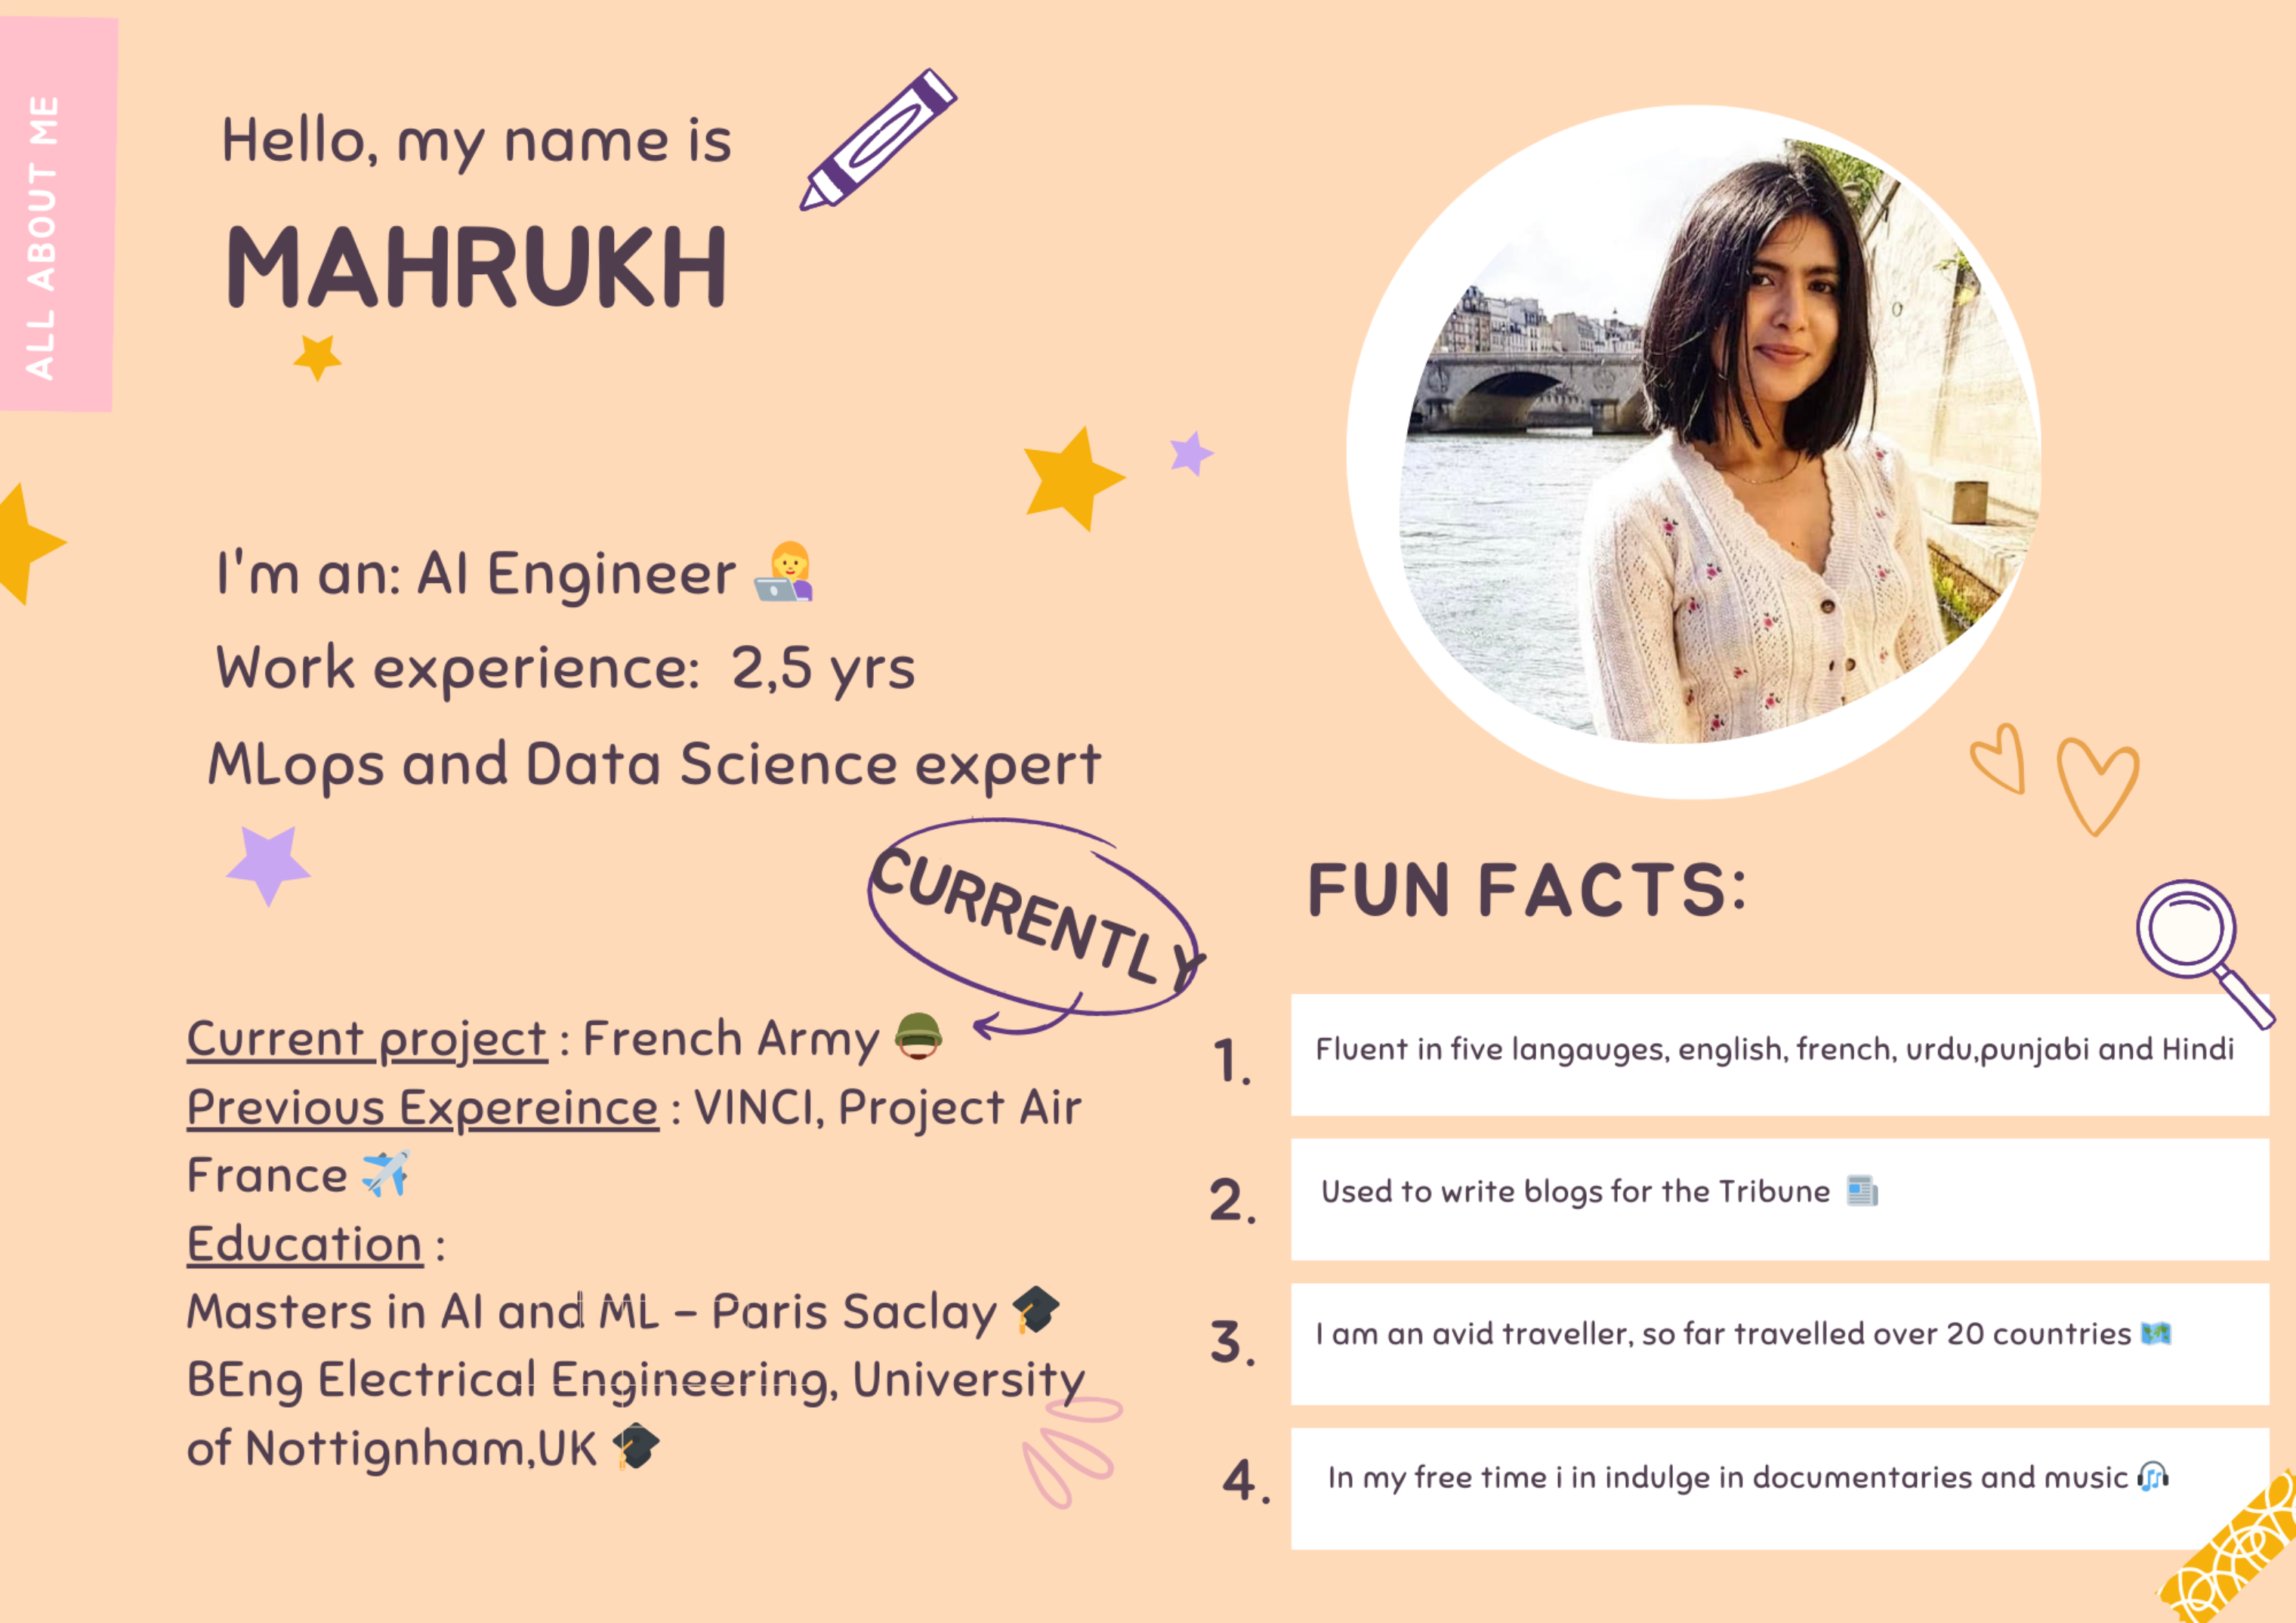 ALL ABOUT ME
Hello, my name is
MAHRUKH
I'm an: AI Engineer 👩‍💻
Work experience: 2,5 yrs
MLops and Data Science expert
CURRENTLY
Current project : French Army 🪖
Previous Expereince : VINCI, Project Air
France ✈️
Education :
Masters in AI and ML - Paris Saclay 🎓
BEng Electrical Engineering, University
of Nottignham,UK 🎓
FUN FACTS:
1. Fluent in five langauges, english, french, urdu,punjabi and Hindi
2. Used to write blogs for the Tribune 📰
3. I am an avid traveller, so far travelled over 20 countries 🗺️
4. In my free time i in indulge in documentaries and music 🎧